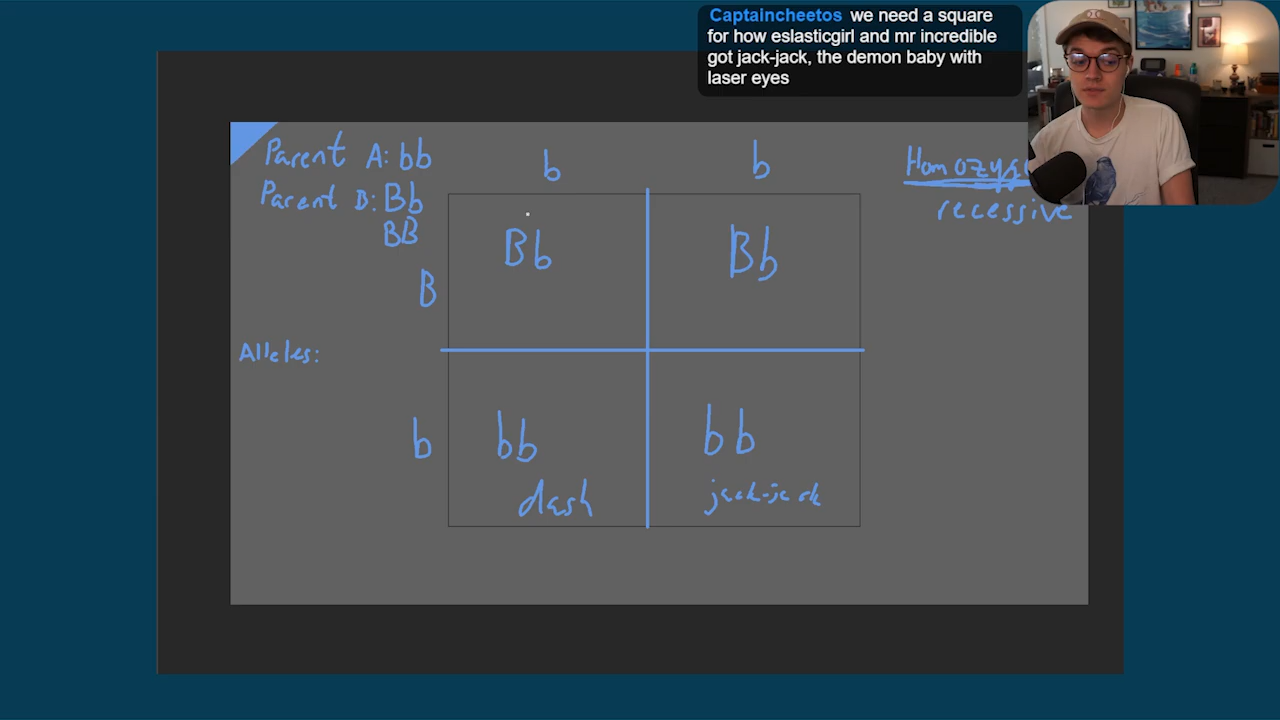 Captaincheetos we need a square
for how eslasticgirl and mr incredible
got jack-jack, the demon baby with
laser eyes
Parent A: bb
Parent B: Bb
BB
b b
recessive
Bb Bb
B
Alleles:
b
bb bb
dash jack-jack